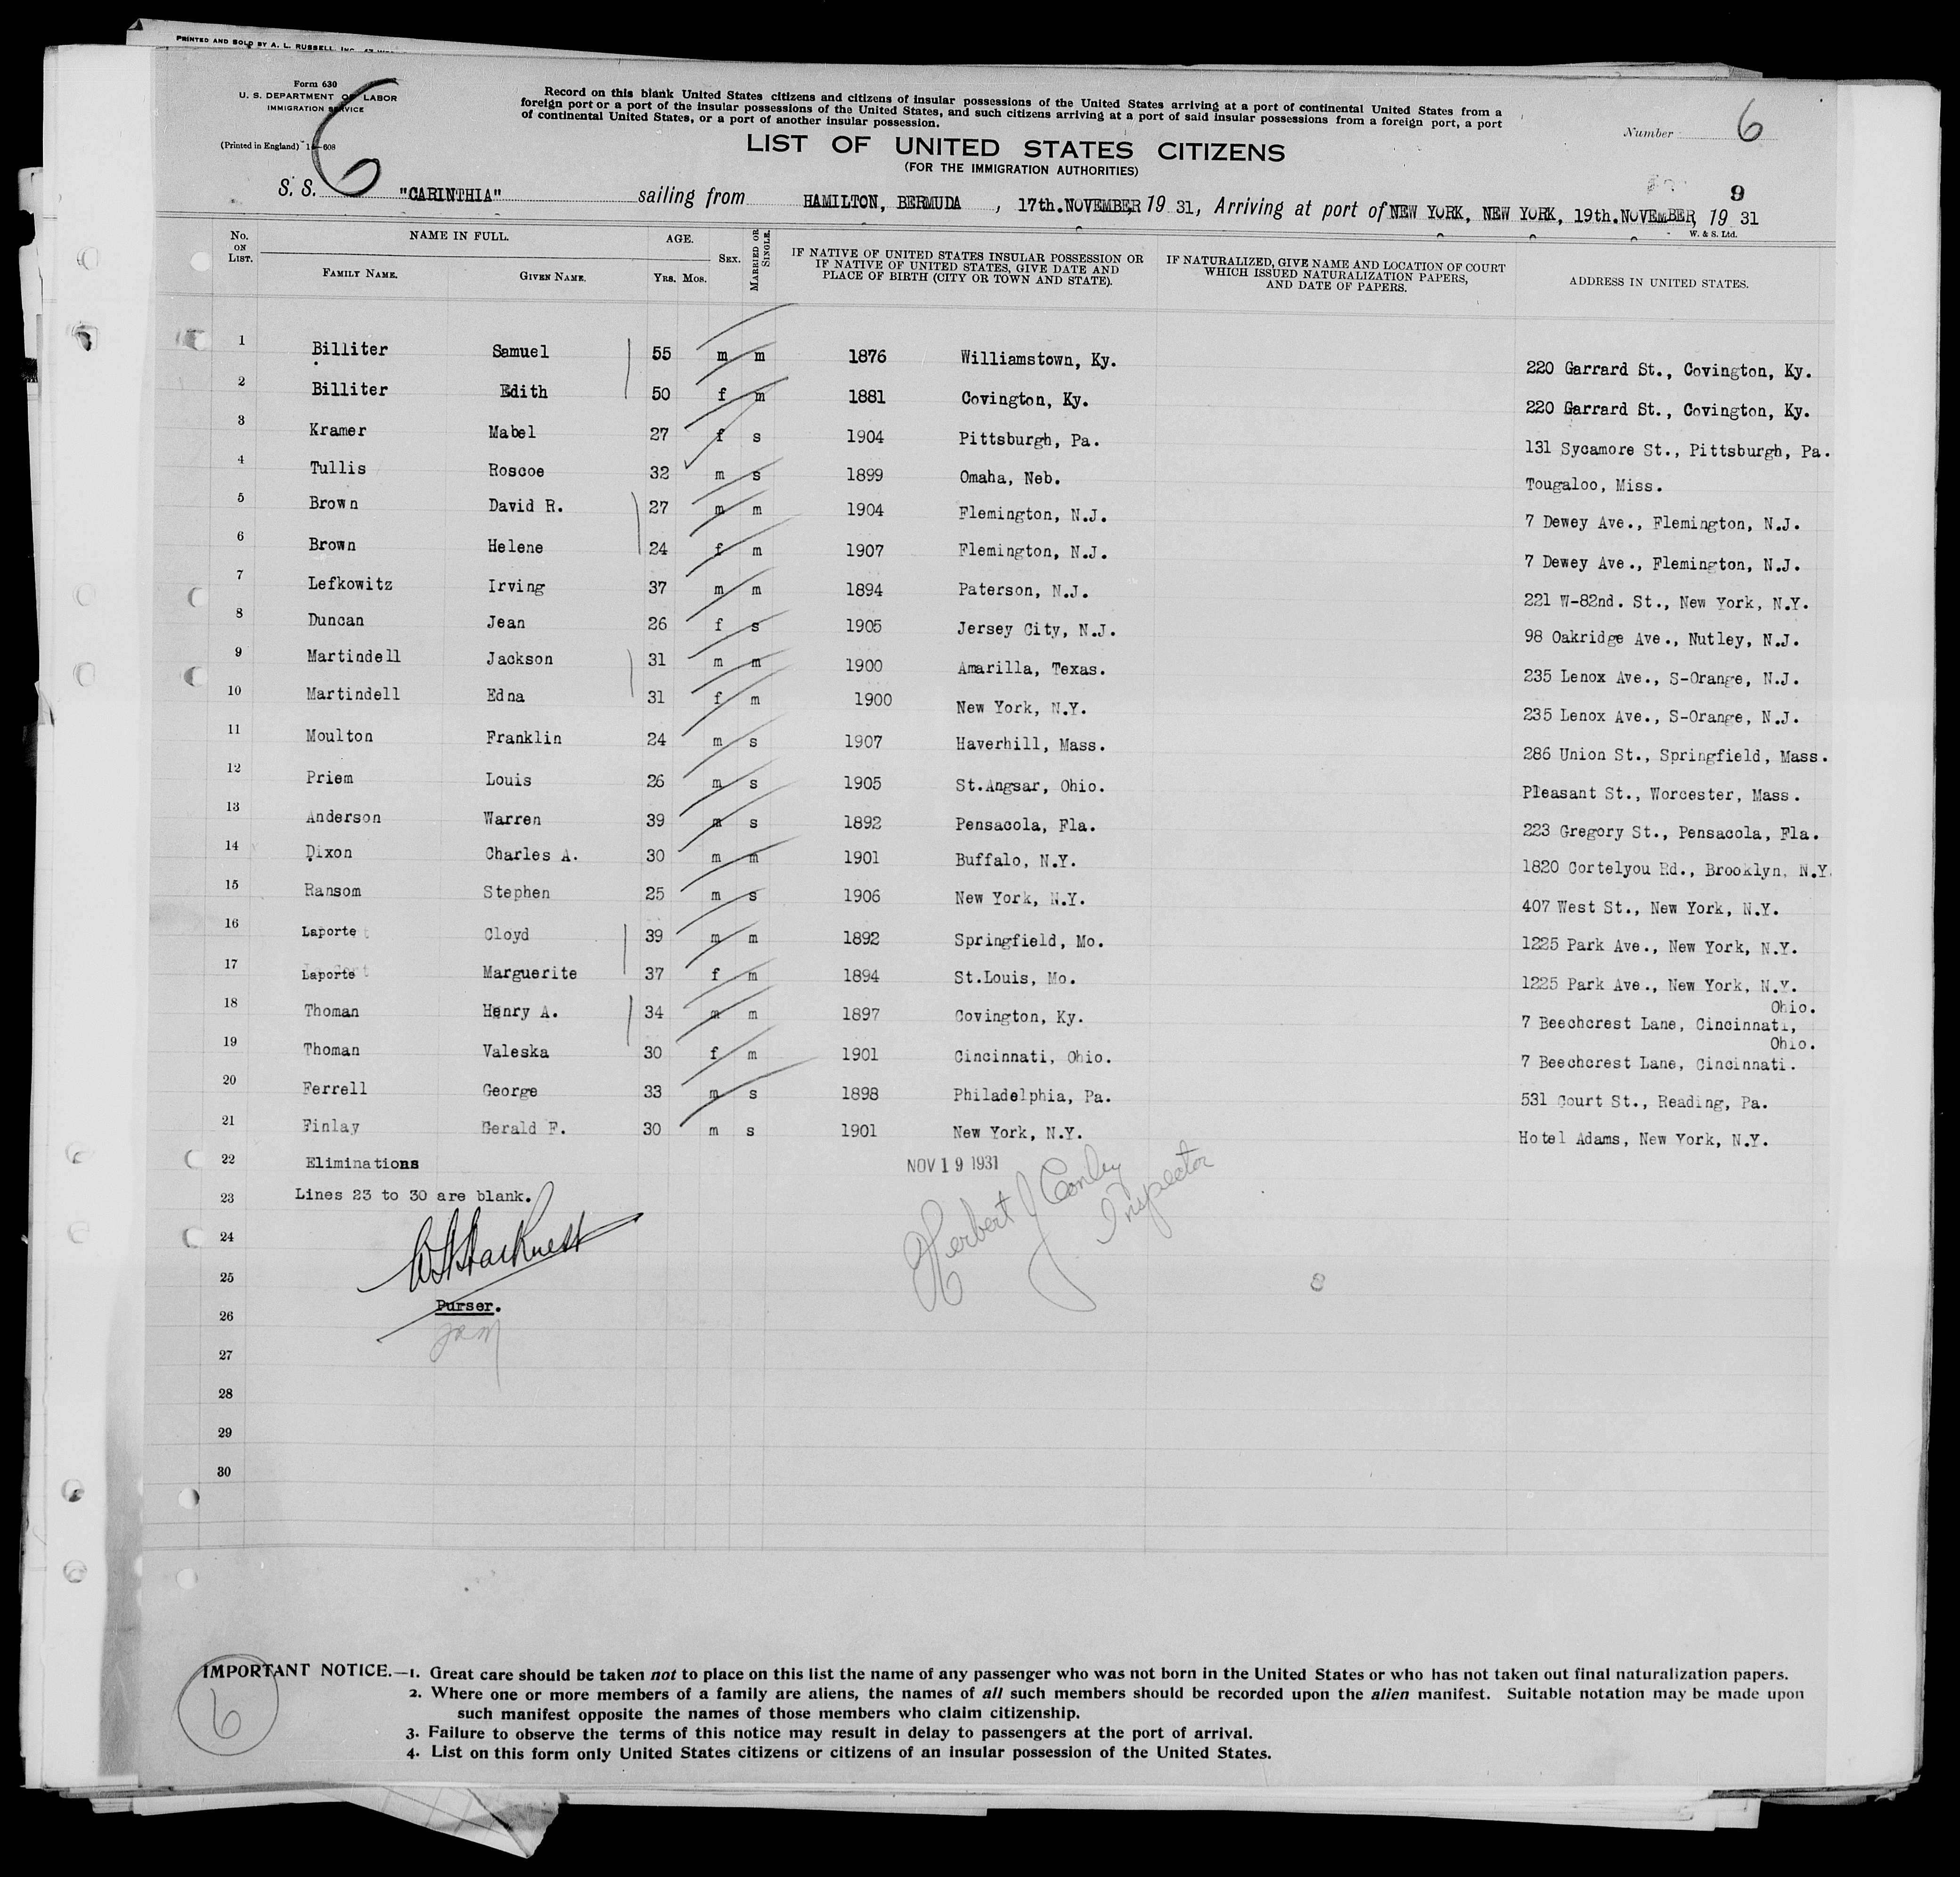 PRINTED AND SOLD BY A. L. RUSSELL, INC.
Form 630
U. S. DEPARTMENT OF LABOR
IMMIGRATION SERVICE
(Printed in England)
6
Record on this blank United States citizens and citizens of insular possessions of the United States arriving at a port of continental United States from a
foreign port or a port of the insular possessions of the United States, and such citizens arriving at a port of said insular possessions from a foreign port, a port
of continental United States, or a port of another insular possession.
Number 6
LIST OF UNITED STATES CITIZENS
(FOR THE IMMIGRATION AUTHORITIES)
9
S. S. "CARINTHIA" sailing from HAMILTON, BERMUDA, 17th. NOVEMBER, 19 31, Arriving at port of NEW YORK, NEW YORK, 19th. NOVEMBER, 19 31
W. & S. Ltd.
No. ON LIST. NAME IN FULL. FAMILY NAME. GIVEN NAME. AGE. YRS. MOS. SEX. MARRIED OR SINGLE. IF NATIVE OF UNITED STATES INSULAR POSSESSION OR IF NATIVE OF UNITED STATES, GIVE DATE AND PLACE OF BIRTH (CITY OR TOWN AND STATE). IF NATURALIZED, GIVE NAME AND LOCATION OF COURT WHICH ISSUED NATURALIZATION PAPERS, AND DATE OF PAPERS. ADDRESS IN UNITED STATES.
1 Billiter Samuel 55 m m 1876 Williamstown, Ky. 220 Garrard St., Covington, Ky.
2 Billiter Edith 50 f m 1881 Covington, Ky. 220 Garrard St., Covington, Ky.
3 Kramer Mabel 27 f s 1904 Pittsburgh, Pa. 131 Sycamore St., Pittsburgh, Pa.
4 Tullis Roscoe 32 m s 1899 Omaha, Neb. Tougaloo, Miss.
5 Brown David R. 27 m m 1904 Flemington, N.J. 7 Dewey Ave., Flemington, N.J.
6 Brown Helene 24 f m 1907 Flemington, N.J. 7 Dewey Ave., Flemington, N.J.
7 Lefkowitz Irving 37 m m 1894 Paterson, N.J. 221 W-82nd. St., New York, N.Y.
8 Duncan Jean 26 f s 1905 Jersey City, N.J. 98 Oakridge Ave., Nutley, N.J.
9 Martindell Jackson 31 m m 1900 Amarilla, Texas. 235 Lenox Ave., S-Orange, N.J.
10 Martindell Edna 31 f m 1900 New York, N.Y. 235 Lenox Ave., S-Orange, N.J.
11 Moulton Franklin 24 m s 1907 Haverhill, Mass. 286 Union St., Springfield, Mass.
12 Priem Louis 26 m s 1905 St.Angsar, Ohio. Pleasant St., Worcester, Mass.
13 Anderson Warren 39 m s 1892 Pensacola, Fla. 223 Gregory St., Pensacola, Fla.
14 Dixon Charles A. 30 m m 1901 Buffalo, N.Y. 1820 Cortelyou Rd., Brooklyn, N.Y.
15 Ransom Stephen 25 m s 1906 New York, N.Y. 407 West St., New York, N.Y.
16 Laporte Cloyd 39 m m 1892 Springfield, Mo. 1225 Park Ave., New York, N.Y.
17 Laporte Marguerite 37 f m 1894 St.Louis, Mo. 1225 Park Ave., New York, N.Y.
18 Thoman Henry A. 34 m m 1897 Covington, Ky. 7 Beechcrest Lane, Cincinnati, Ohio.
19 Thoman Valeska 30 f m 1901 Cincinnati, Ohio. 7 Beechcrest Lane, Cincinnati. Ohio.
20 Ferrell George 33 m s 1898 Philadelphia, Pa. 531 Court St., Reading, Pa.
21 Finlay Gerald F. 30 m s 1901 New York, N.Y. Hotel Adams, New York, N.Y.
22 Eliminations NOV 19 1931
23 Lines 23 to 30 are blank.
Herbert J Conley
Inspector
24
25
Purser.
26
27
28
29
30
6
IMPORTANT NOTICE.—1. Great care should be taken not to place on this list the name of any passenger who was not born in the United States or who has not taken out final naturalization papers.
2. Where one or more members of a family are aliens, the names of all such members should be recorded upon the alien manifest. Suitable notation may be made upon
such manifest opposite the names of those members who claim citizenship.
3. Failure to observe the terms of this notice may result in delay to passengers at the port of arrival.
4. List on this form only United States citizens or citizens of an insular possession of the United States.